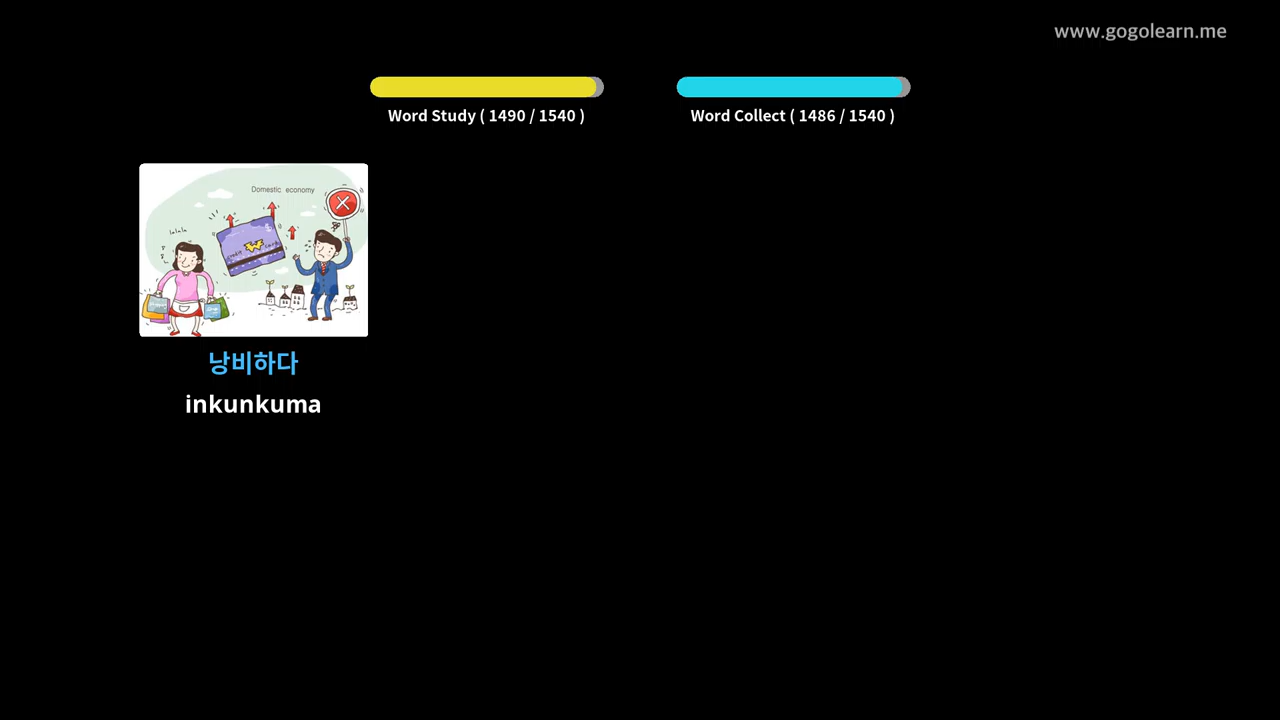 www.gogolearn.me
Word Study ( 1490 / 1540 )
Word Collect ( 1486 / 1540 )
Domestic economy
lalala
낭비하다
inkunkuma